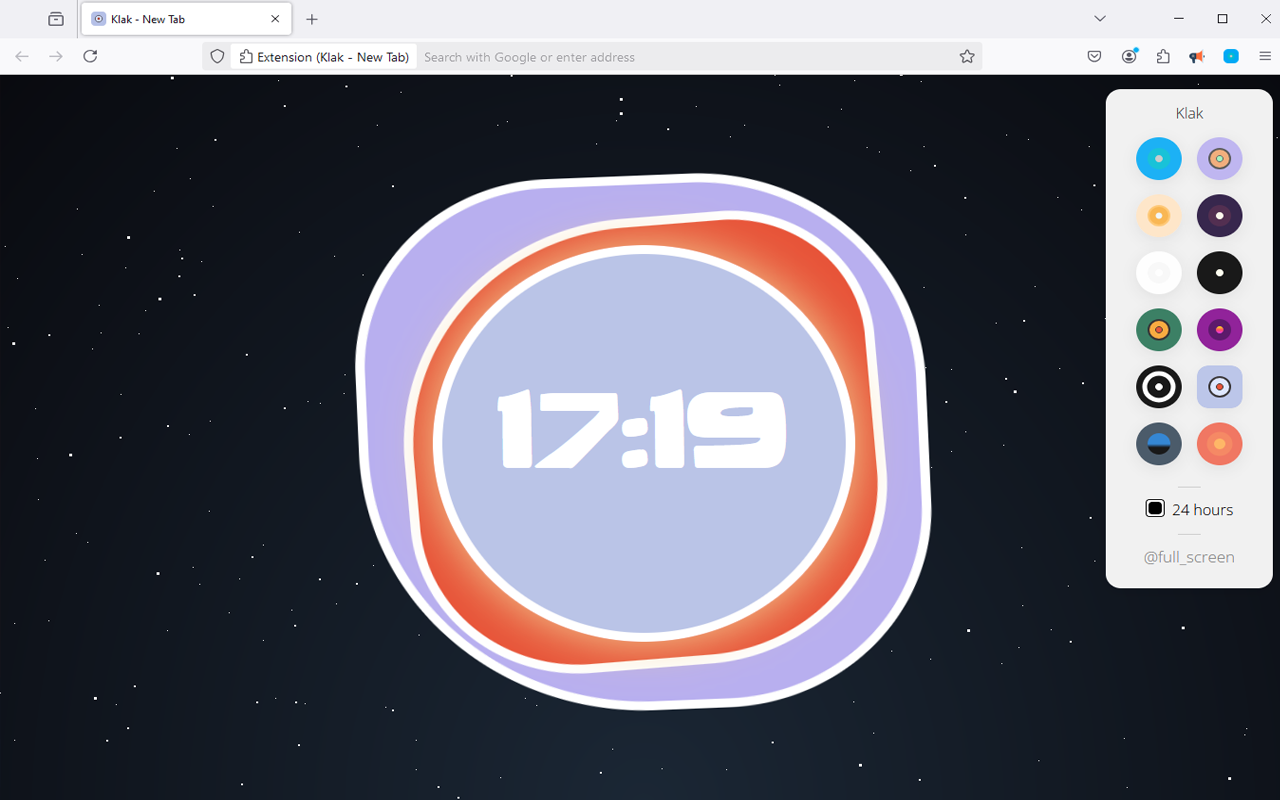 Klak - New Tab
Extension (Klak - New Tab)
Search with Google or enter address
Klak
17:19
24 hours
@full_screen